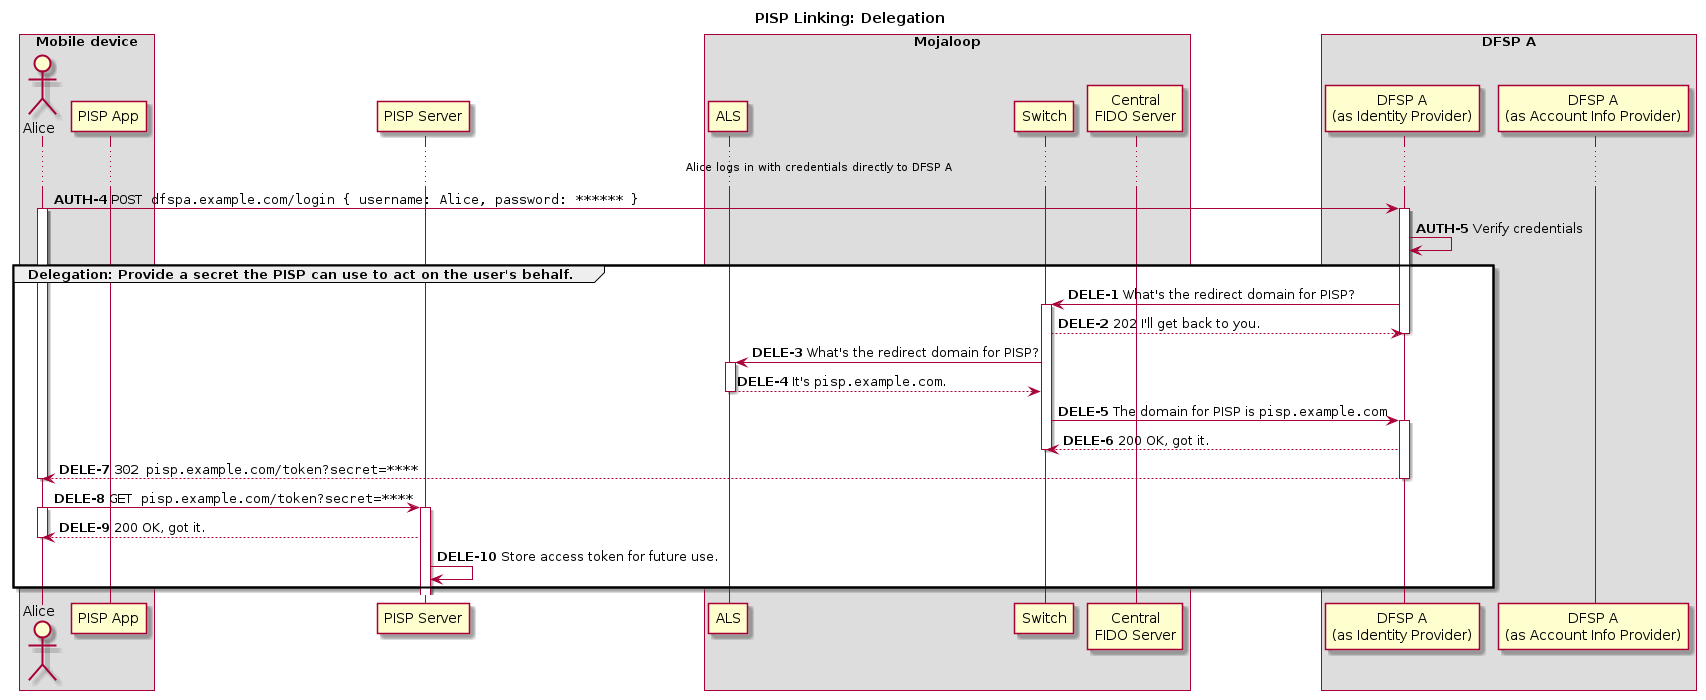 PISP Linking: Delegation
Mobile device
Mojaloop
DFSP A
Alice
PISP App
PISP Server
ALS
Switch
Central
FIDO Server
DFSP A
(as Identity Provider)
DFSP A
(as Account Info Provider)
Alice logs in with credentials directly to DFSP A
AUTH-4 POST dfspa.example.com/login { username: Alice, password: ****** }
AUTH-5 Verify credentials
Delegation: Provide a secret the PISP can use to act on the user's behalf.
DELE-1 What's the redirect domain for PISP?
DELE-2 202 I'll get back to you.
DELE-3 What's the redirect domain for PISP?
DELE-4 It's pisp.example.com.
DELE-5 The domain for PISP is pisp.example.com
DELE-6 200 OK, got it.
DELE-7 302 pisp.example.com/token?secret=****
DELE-8 GET pisp.example.com/token?secret=****
DELE-9 200 OK, got it.
DELE-10 Store access token for future use.
Alice
PISP App
PISP Server
ALS
Switch
Central
FIDO Server
DFSP A
(as Identity Provider)
DFSP A
(as Account Info Provider)